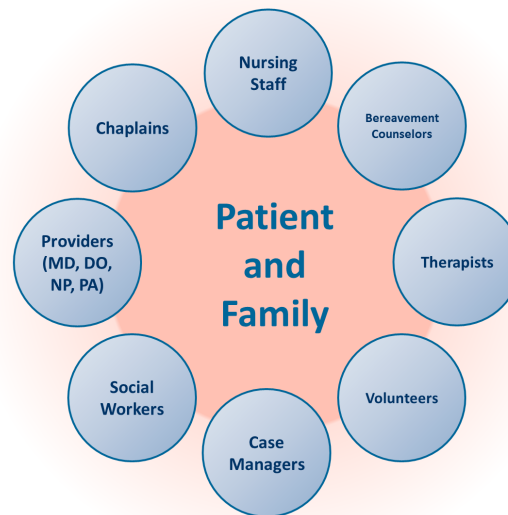 Nursing
Staff
Bereavement
Counselors
Chaplains
Patient
and
Family
Providers
(MD, DO,
NP, PA)
Therapists
Social
Workers
Volunteers
Case
Managers